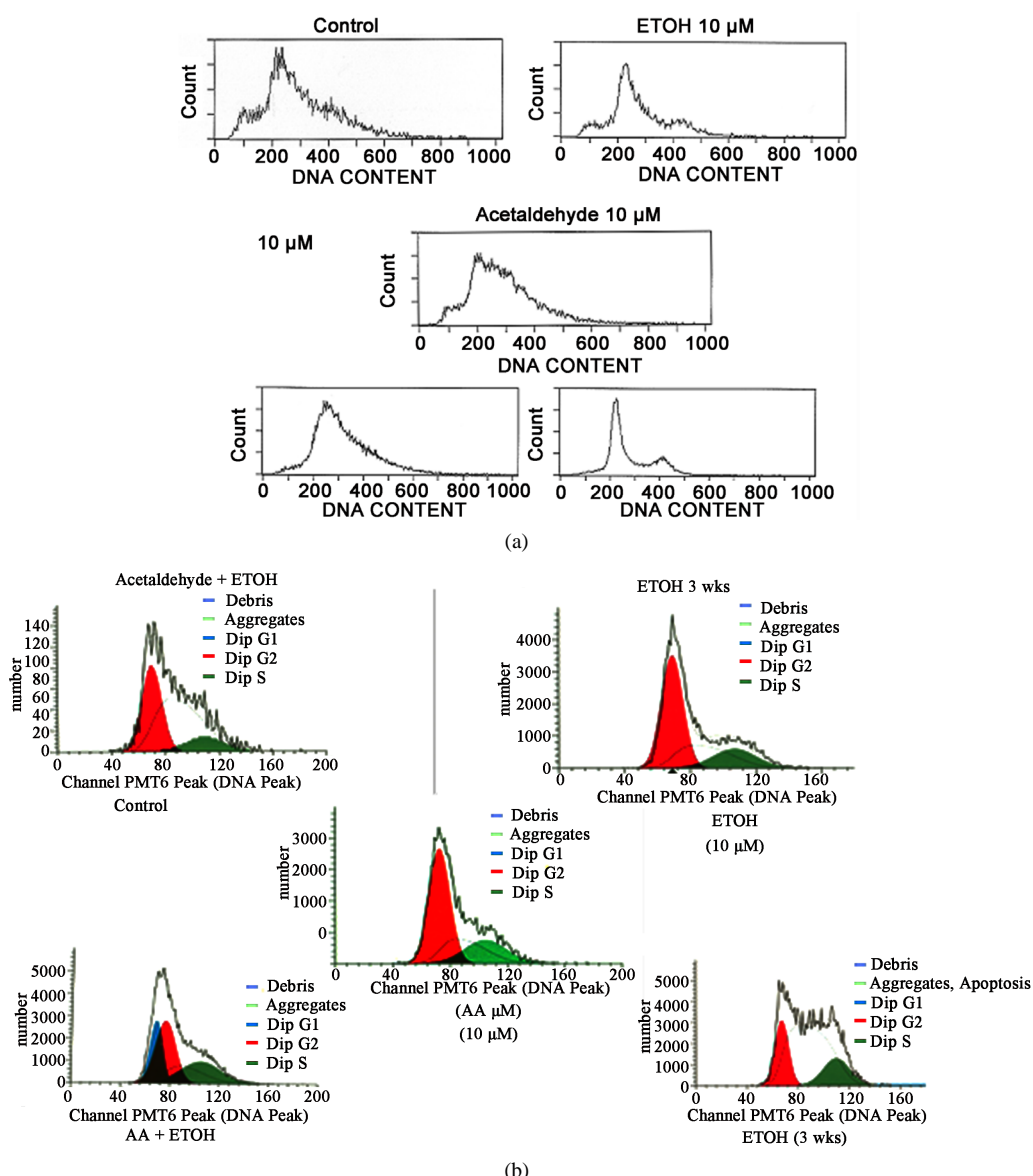 Control
Count
0 200 400 600 800 1000
DNA CONTENT
ETOH 10 µM
Count
0 200 400 600 800 1000
DNA CONTENT
10 µM
Acetaldehyde 10 µM
Count
0 200 400 600 800 1000
DNA CONTENT
Count
0 200 400 600 800 1000
DNA CONTENT
Count
0 200 400 600 800 1000
DNA CONTENT
(a)
Acetaldehyde + ETOH
Debris
Aggregates
Dip G1
Dip G2
Dip S
number
140
120
100
80
60
40
20
0
0 40 80 120 160 200
Channel PMT6 Peak (DNA Peak)
Control
ETOH 3 wks
Debris
Aggregates
Dip G1
Dip G2
Dip S
number
4000
3000
2000
1000
0
0 40 80 120 160
Channel PMT6 Peak (DNA Peak)
ETOH
(10 µM)
Debris
Aggregates
Dip G1
Dip G2
Dip S
number
3000
2000
1000
0
0 40 80 120 160 200
Channel PMT6 Peak (DNA Peak)
(AA µM)
(10 µM)
Debris
Aggregates
Dip G1
Dip G2
Dip S
number
5000
4000
3000
2000
1000
0
0 40 80 120 160 200
Channel PMT6 Peak (DNA Peak)
AA + ETOH
Debris
Aggregates, Apoptosis
Dip G1
Dip G2
Dip S
number
5000
4000
3000
2000
1000
0
0 40 80 120 160
Channel PMT6 Peak (DNA Peak)
ETOH (3 wks)
(b)